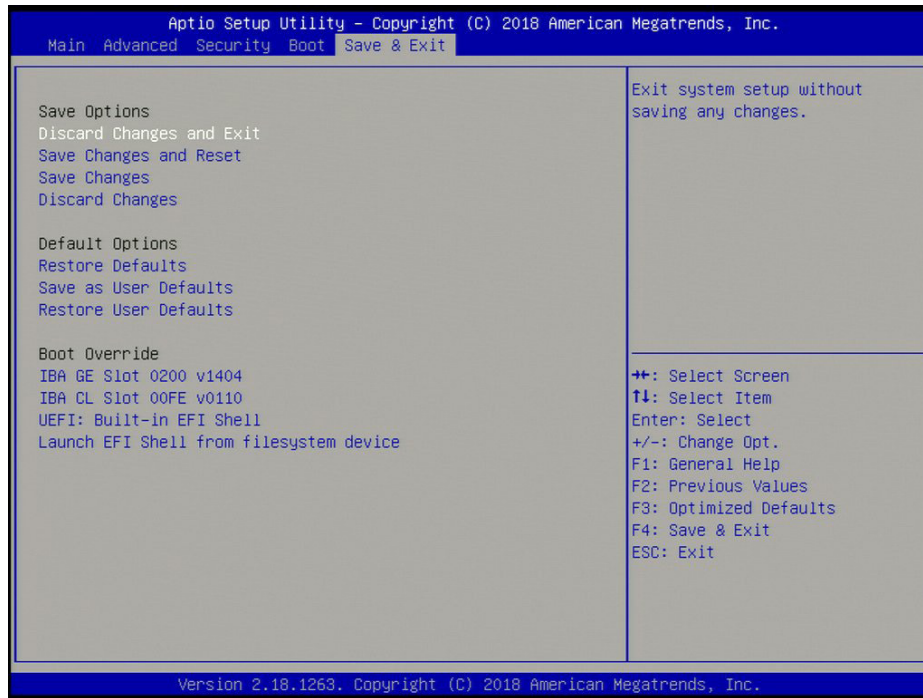 Aptio Setup Utility – Copyright (C) 2018 American Megatrends, Inc.
Main Advanced Security Boot Save & Exit
Save Options
Discard Changes and Exit
Save Changes and Reset
Save Changes
Discard Changes
Default Options
Restore Defaults
Save as User Defaults
Restore User Defaults
Boot Override
IBA GE Slot 0200 v1404
IBA CL Slot 00FE v0110
UEFI: Built-in EFI Shell
Launch EFI Shell from filesystem device
Exit system setup without
saving any changes.
→←: Select Screen
↑↓: Select Item
Enter: Select
+/-: Change Opt.
F1: General Help
F2: Previous Values
F3: Optimized Defaults
F4: Save & Exit
ESC: Exit
Version 2.18.1263. Copyright (C) 2018 American Megatrends, Inc.